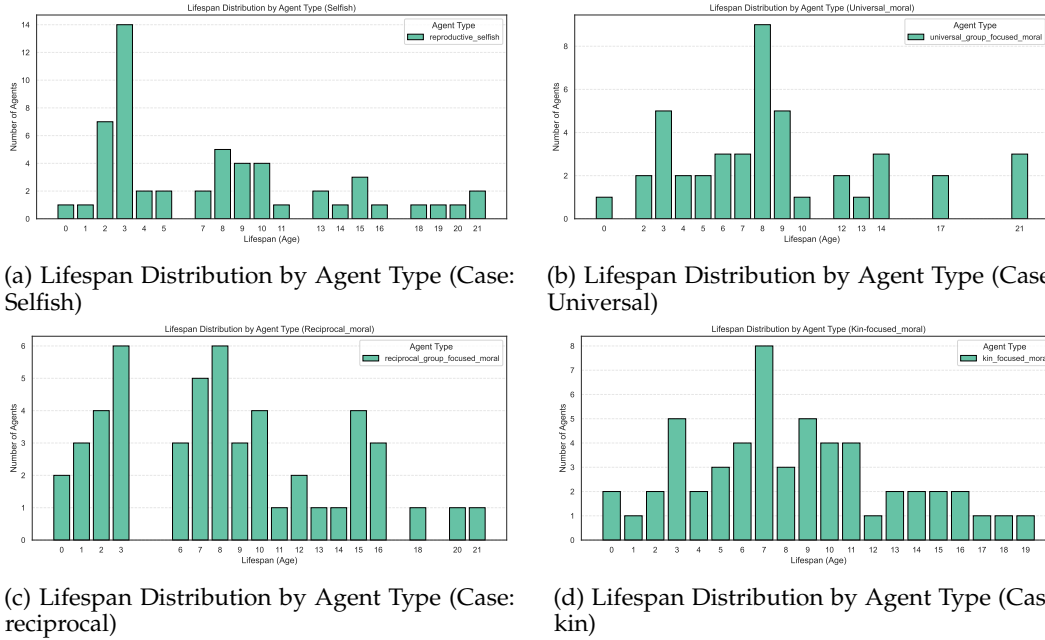 Lifespan Distribution by Agent Type (Selfish)
Agent Type
reproductive_selfish
Number of Agents
14
12
10
8
6
4
2
0
0 1 2 3 4 5 7 8 9 10 11 13 14 15 16 18 19 20 21
Lifespan (Age)
(a) Lifespan Distribution by Agent Type (Case:
Selfish)
Lifespan Distribution by Agent Type (Universal_moral)
Agent Type
universal_group_focused_moral
Number of Agents
8
6
4
2
0
0 2 3 4 5 6 7 8 9 10 12 13 14 17 21
Lifespan (Age)
(b) Lifespan Distribution by Agent Type (Case
Universal)
Lifespan Distribution by Agent Type (Reciprocal_moral)
Agent Type
reciprocal_group_focused_moral
Number of Agents
6
5
4
3
2
1
0
0 1 2 3 6 7 8 9 10 11 12 13 14 15 16 18 20 21
Lifespan (Age)
(c) Lifespan Distribution by Agent Type (Case:
reciprocal)
Lifespan Distribution by Agent Type (Kin-focused_moral)
Agent Type
kin_focused_mora
Number of Agents
8
7
6
5
4
3
2
1
0
0 1 2 3 4 5 6 7 8 9 10 11 12 13 14 15 16 17 18 19
Lifespan (Age)
(d) Lifespan Distribution by Agent Type (Cas
kin)